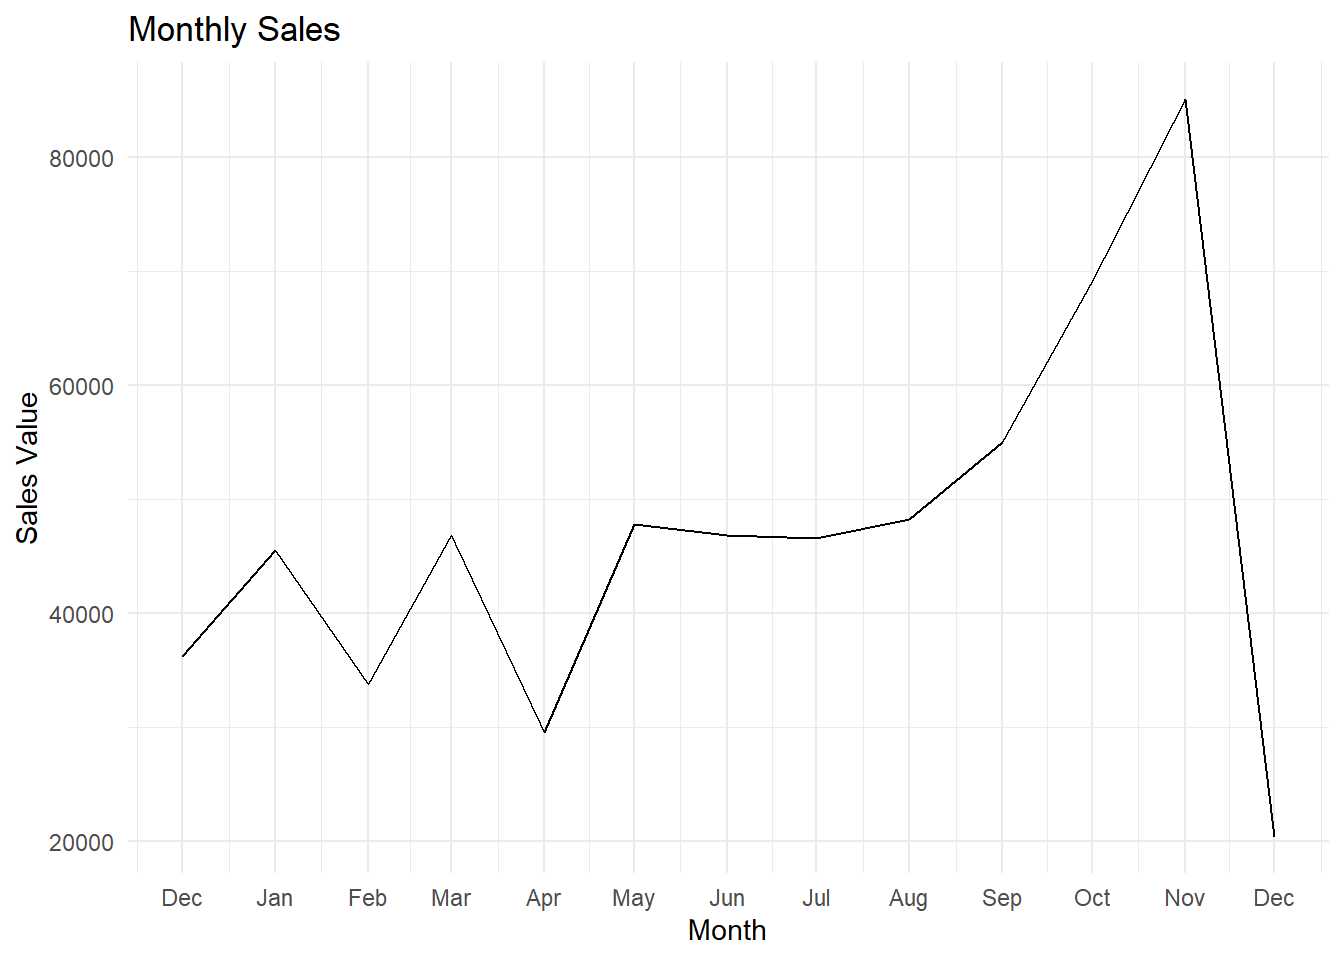 Monthly Sales
80000
60000
40000
20000
Sales Value
Dec Jan Feb Mar Apr May Jun Jul Aug Sep Oct Nov Dec
Month